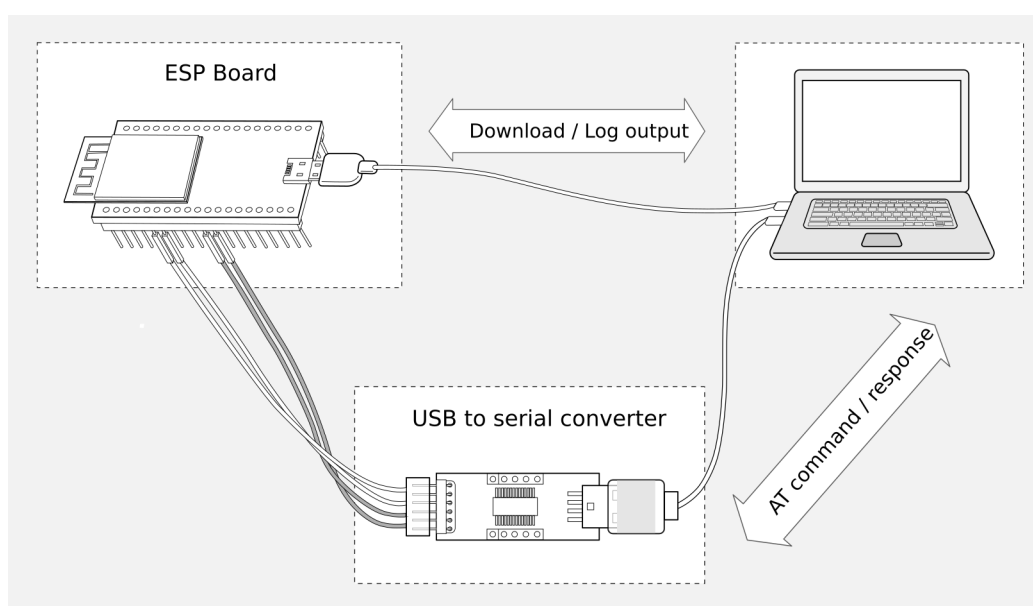 ESP Board
Download / Log output
USB to serial converter
AT command / response